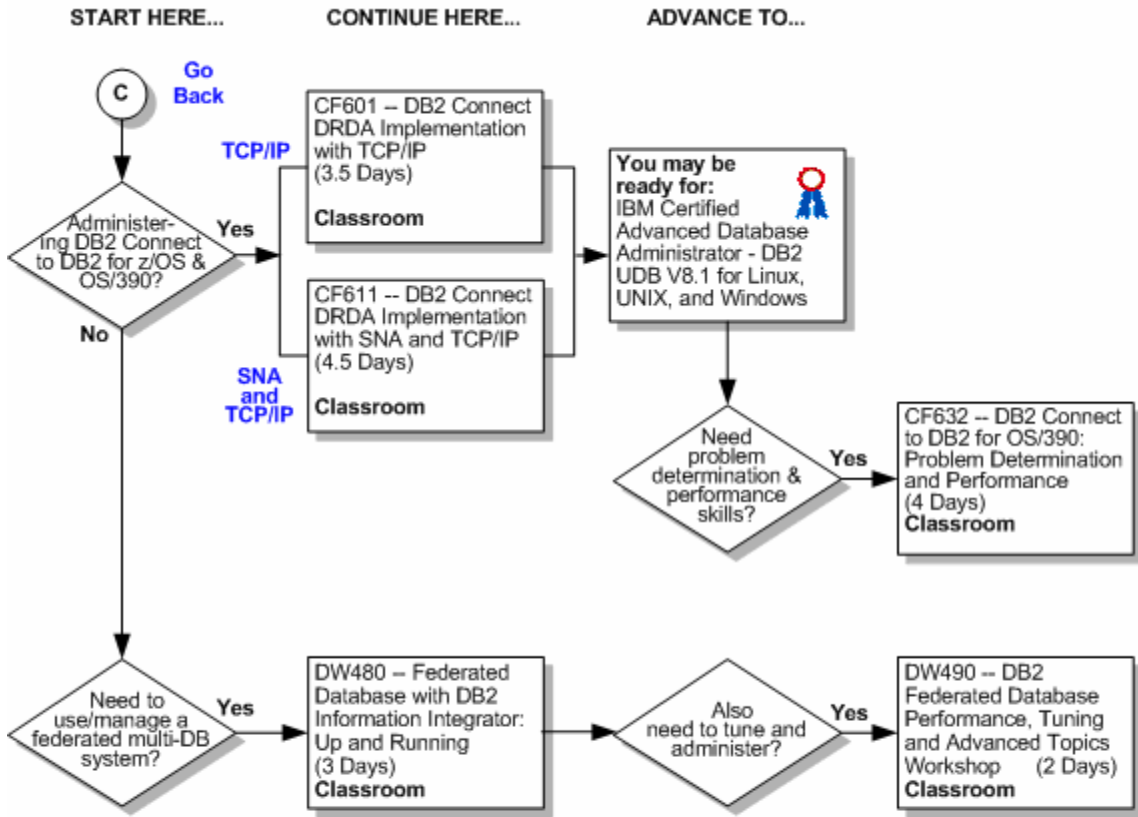 START HERE...
CONTINUE HERE...
ADVANCE TO...
C
Go
Back
Administer-
ing DB2 Connect
to DB2 for z/OS &
OS/390?
Yes
No
TCP/IP
CF601 -- DB2 Connect
DRDA Implementation
with TCP/IP
(3.5 Days)
Classroom
SNA
and
TCP/IP
CF611 -- DB2 Connect
DRDA Implementation
with SNA and TCP/IP
(4.5 Days)
Classroom
You may be
ready for:
IBM Certified
Advanced Database
Administrator - DB2
UDB V8.1 for Linux,
UNIX, and Windows
Need
problem
determination &
performance
skills?
Yes
CF632 -- DB2 Connect
to DB2 for OS/390:
Problem Determination
and Performance
(4 Days)
Classroom
Need to
use/manage a
federated multi-DB
system?
Yes
DW480 -- Federated
Database with DB2
Information Integrator:
Up and Running
(3 Days)
Classroom
Also
need to tune and
administer?
Yes
DW490 -- DB2
Federated Database
Performance, Tuning
and Advanced Topics
Workshop (2 Days)
Classroom